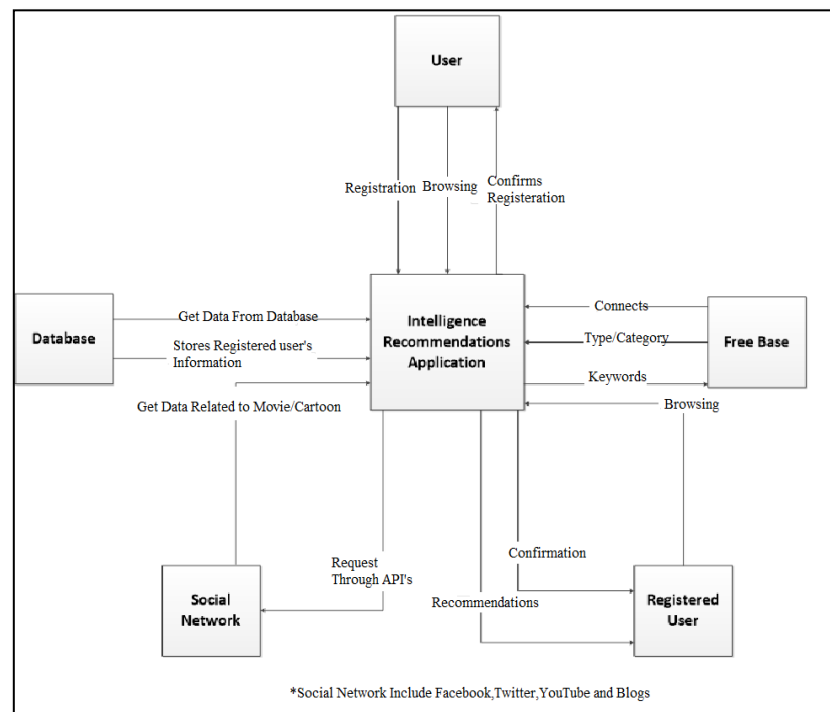 User
Registration
Browsing
Confirms
Registeration
Database
Get Data From Database
Stores Registered user's
Information
Intelligence
Recommendations
Application
Connects
Type/Category
Keywords
Free Base
Browsing
Get Data Related to Movie/Cartoon
Request
Through API's
Confirmation
Recommendations
Social
Network
Registered
User
*Social Network Include Facebook,Twitter,YouTube and Blogs